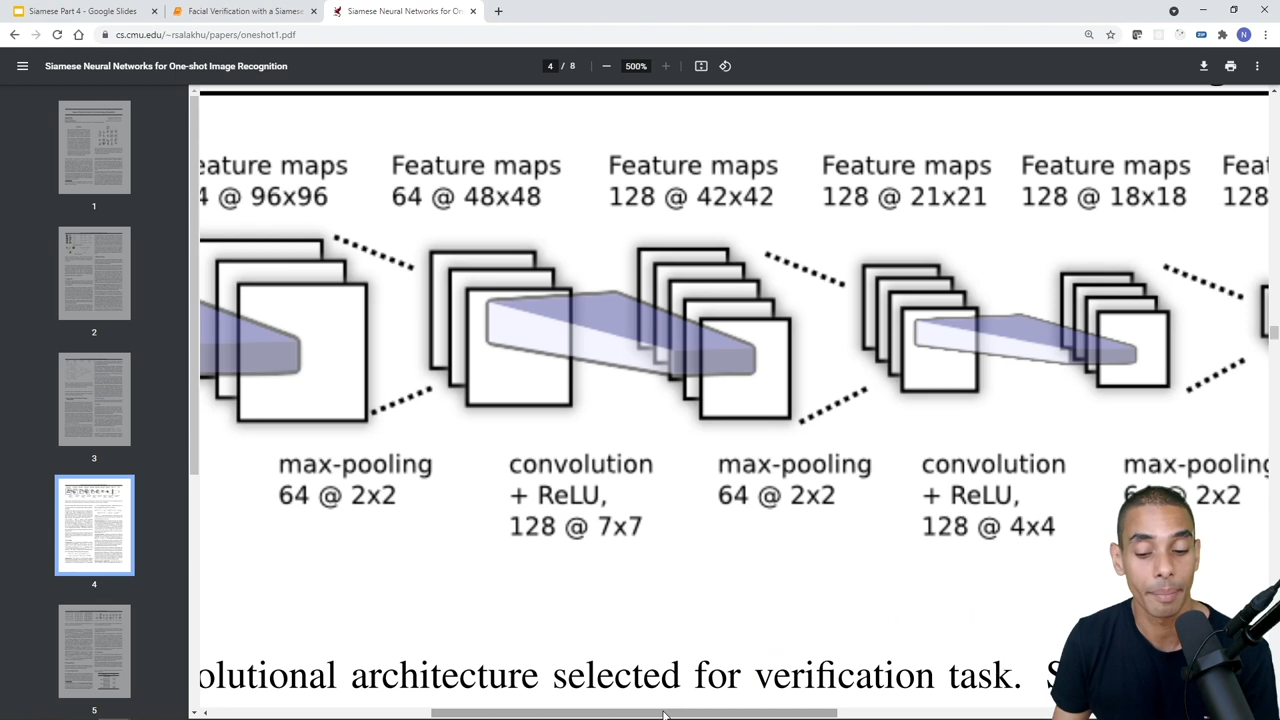 Siamese Part 4 - Google Slides
Facial Verification with a Siamese
Siamese Neural Networks for On
cs.cmu.edu/~rsalakhu/papers/oneshot1.pdf
N
Siamese Neural Networks for One-shot Image Recognition
4 / 8
500%
1
2
3
4
5
eature maps
4 @ 96x96
Feature maps
64 @ 48x48
Feature maps
128 @ 42x42
Feature maps
128 @ 21x21
Feature maps
128 @ 18x18
Feat
128
max-pooling
64 @ 2x2
convolution
+ ReLU,
128 @ 7x7
max-pooling
64 @ 2x2
convolution
+ ReLU,
128 @ 4x4
max-pooling
64 @ 2x2
olutional architecture selected for verification task. S